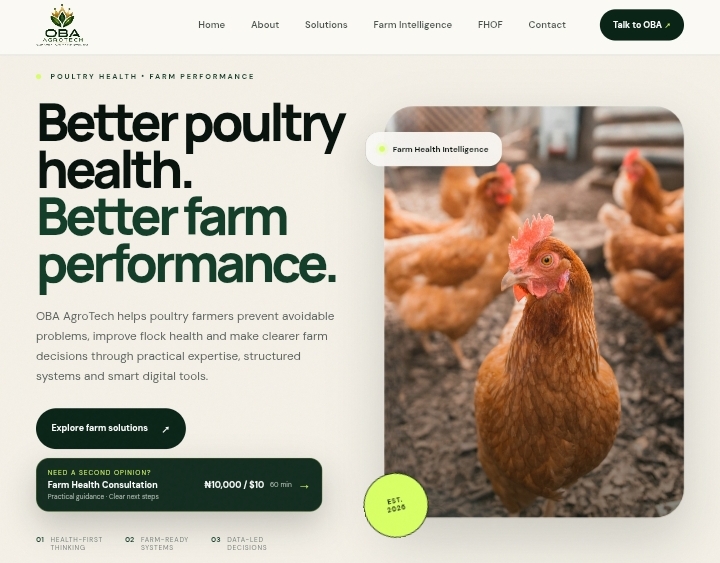 OBA
AGROTECH
Home About Solutions Farm Intelligence FHOF Contact Talk to OBA ↗
POULTRY HEALTH • FARM PERFORMANCE
Better poultry
health.
Better farm
performance.
OBA AgroTech helps poultry farmers prevent avoidable
problems, improve flock health and make clearer farm
decisions through practical expertise, structured
systems and smart digital tools.
Explore farm solutions ↗
NEED A SECOND OPINION?
Farm Health Consultation
Practical guidance · Clear next steps
₦10,000 / $10 60 min →
01 HEALTH-FIRST
THINKING
02 FARM-READY
SYSTEMS
03 DATA-LED
DECISIONS
Farm Health Intelligence
EST.
2026